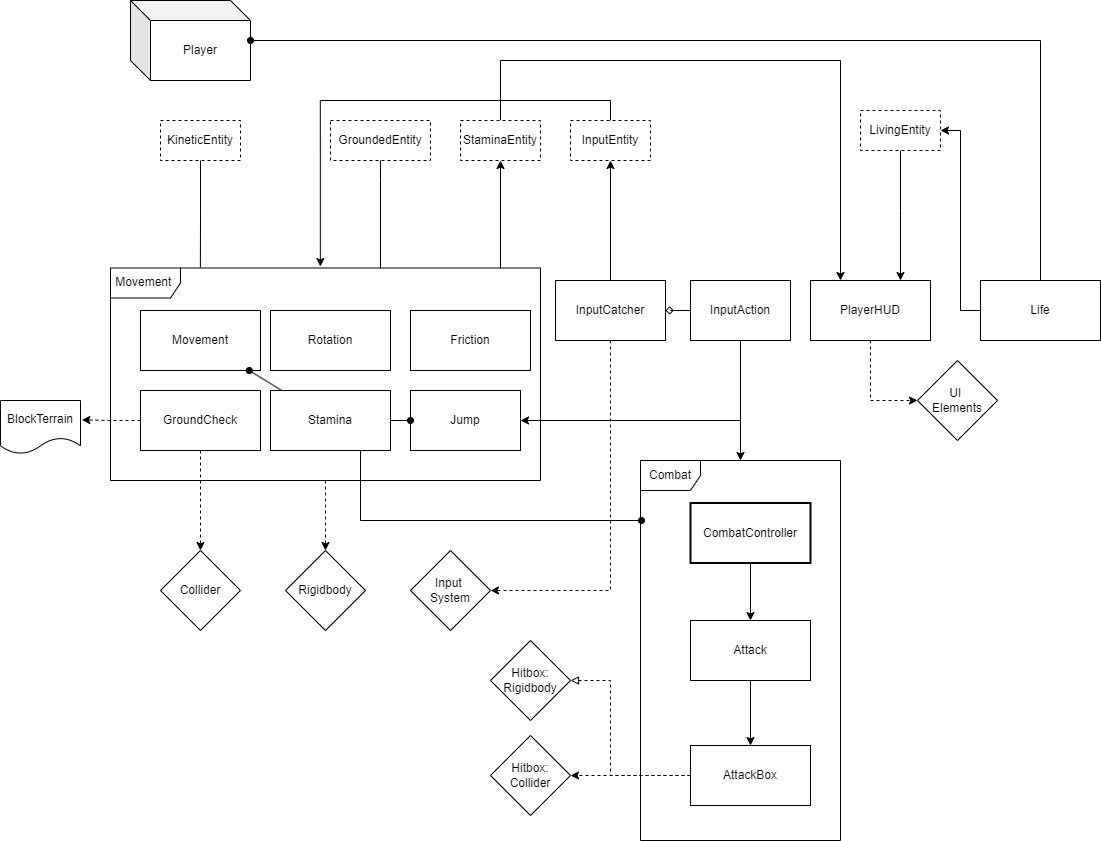 Player
KineticEntity
GroundedEntity
StaminaEntity
InputEntity
LivingEntity
Movement
InputCatcher
InputAction
PlayerHUD
Life
Movement
Rotation
Friction
BlockTerrain
GroundCheck
Stamina
Jump
UI
Elements
Combat
CombatController
Collider
Rigidbody
Input
System
Attack
Hitbox:
Rigidbody
Hitbox:
Collider
AttackBox